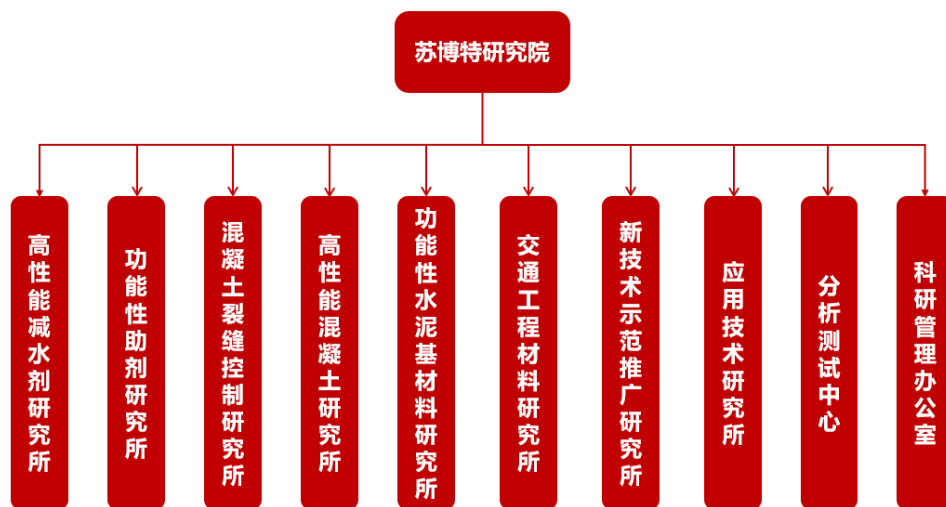 苏博特研究院
高性能减水剂研究所
功能性助剂研究所
混凝土裂缝控制研究所
高性能混凝土研究所
功能性水泥基材料研究所
交通工程材料研究所
新技术示范推广研究所
应用技术研究所
分析测试中心
科研管理办公室